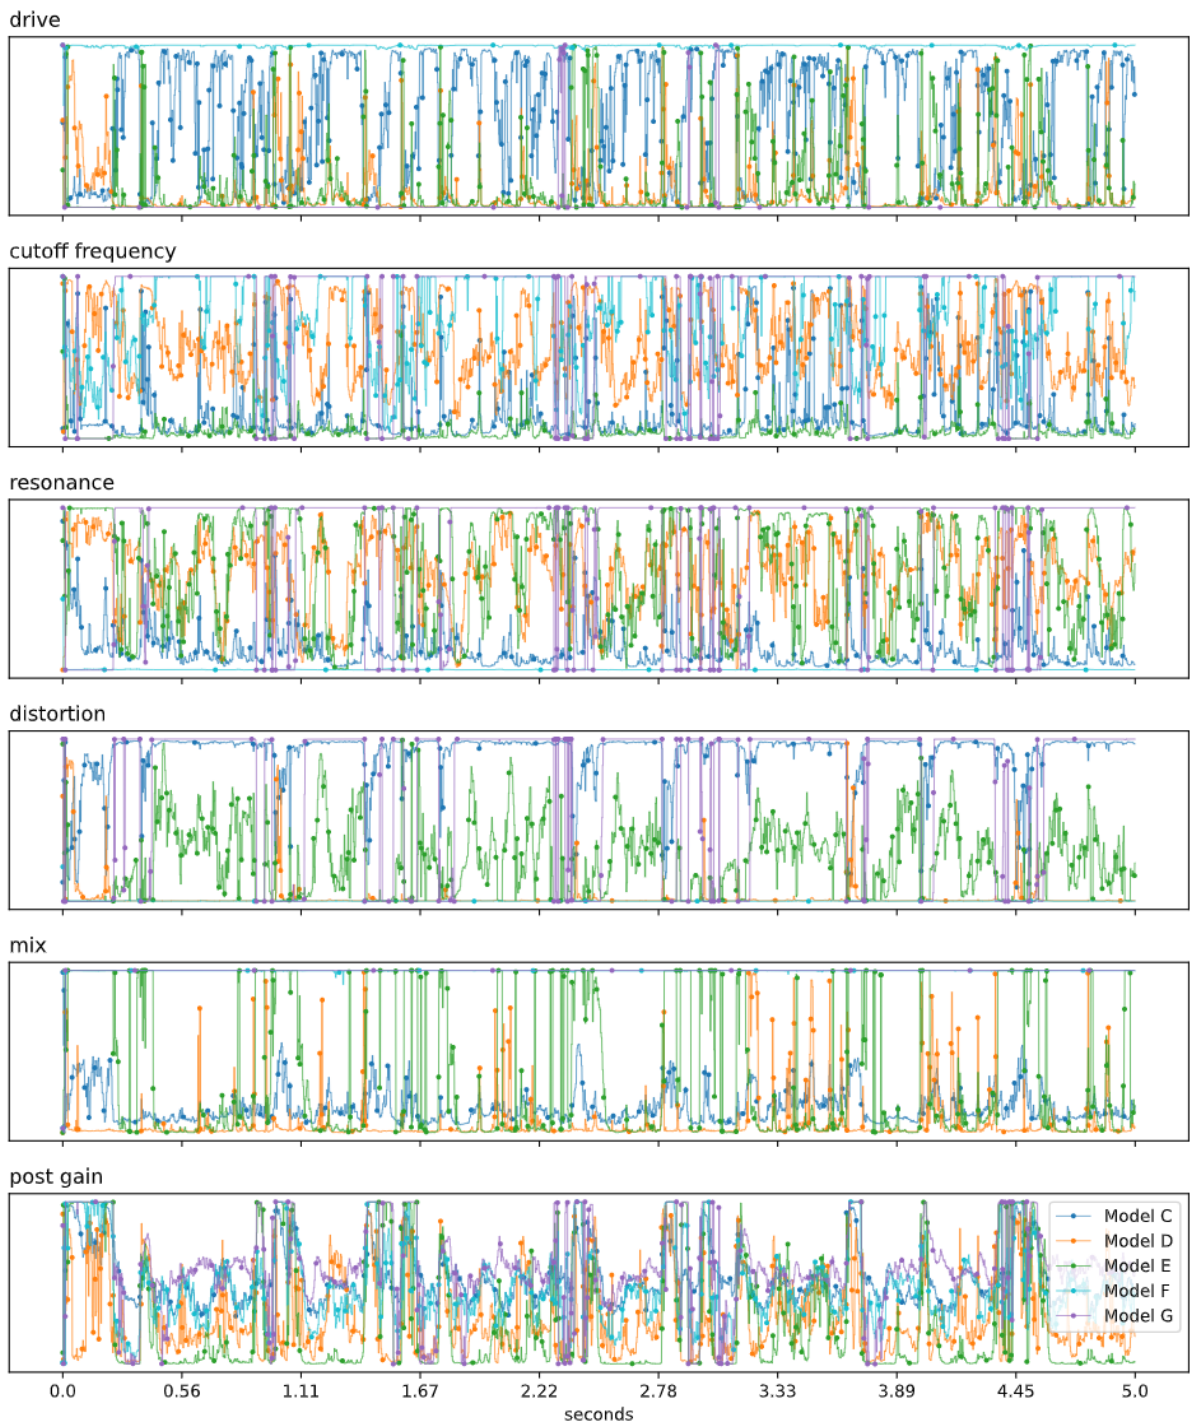 drive
cutoff frequency
resonance
distortion
mix
post gain
Model C
Model D
Model E
Model F
Model G
0.0 0.56 1.11 1.67 2.22 2.78 3.33 3.89 4.45 5.0
seconds